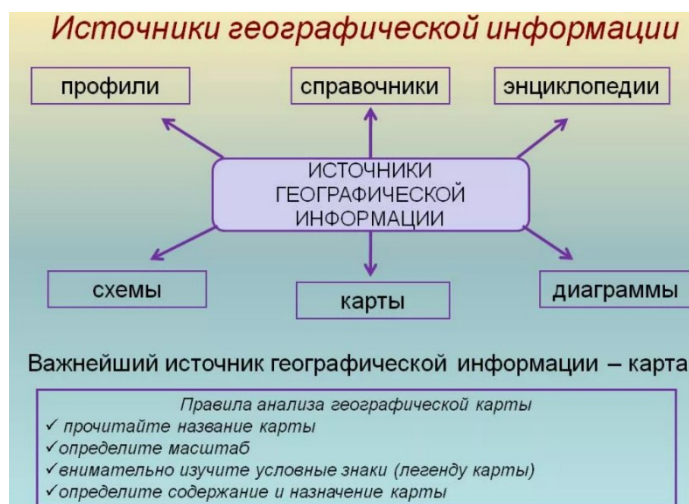 Источники географической информации
профили
справочники
энциклопедии
ИСТОЧНИКИ
ГЕОГРАФИЧЕСКОЙ
ИНФОРМАЦИИ
схемы
карты
диаграммы
Важнейший источник географической информации – карта
Правила анализа географической карты
✓ прочитайте название карты
✓определите масштаб
✓внимательно изучите условные знаки (легенду карты)
✓определите содержание и назначение карты